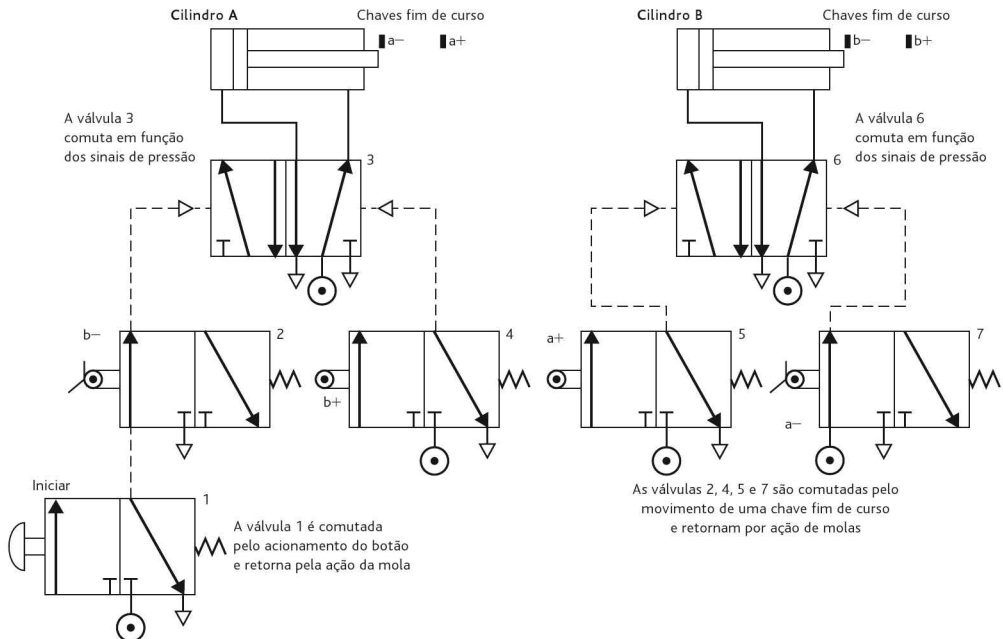 Cilindro A
Chaves fim de curso
a–
a+
A válvula 3
comuta em função
dos sinais de pressão
3
Cilindro B
Chaves fim de curso
b–
b+
A válvula 6
comuta em função
dos sinais de pressão
6
b–
2
b+
4
a+
5
a–
7
Iniciar
1
A válvula 1 é comutada
pelo acionamento do botão
e retorna pela ação da mola
As válvulas 2, 4, 5 e 7 são comutadas pelo
movimento de uma chave fim de curso
e retornam por ação de molas